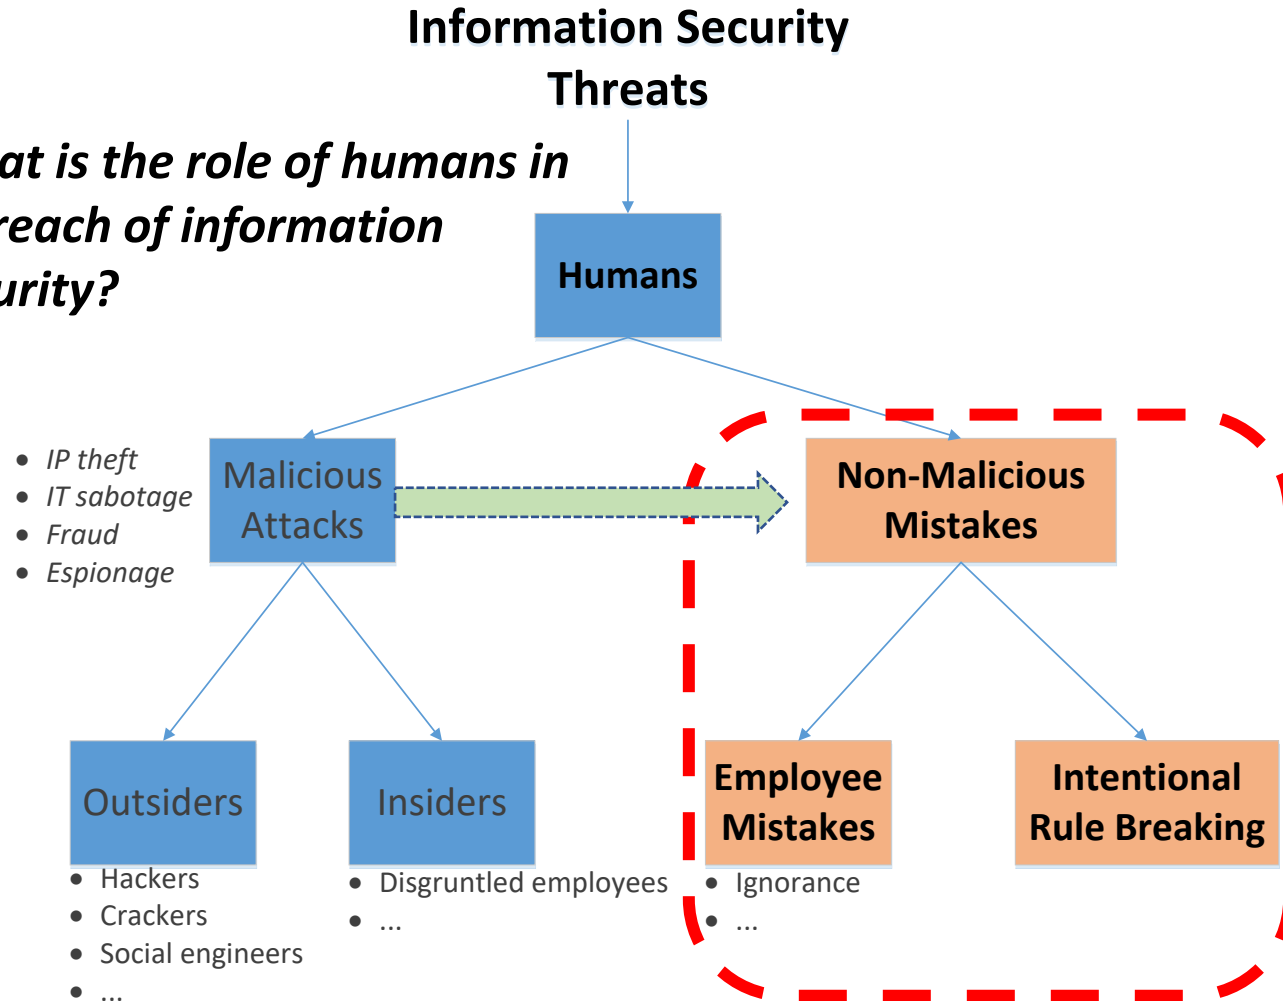 Information Security
Threats
at is the role of humans in
reach of information
urity?
Humans
• IP theft
• IT sabotage
• Fraud
• Espionage
Malicious
Attacks
Non-Malicious
Mistakes
Outsiders
Insiders
Employee
Mistakes
Intentional
Rule Breaking
• Hackers
• Crackers
• Social engineers
• ...
• Disgruntled employees
• ...
• Ignorance
• ...